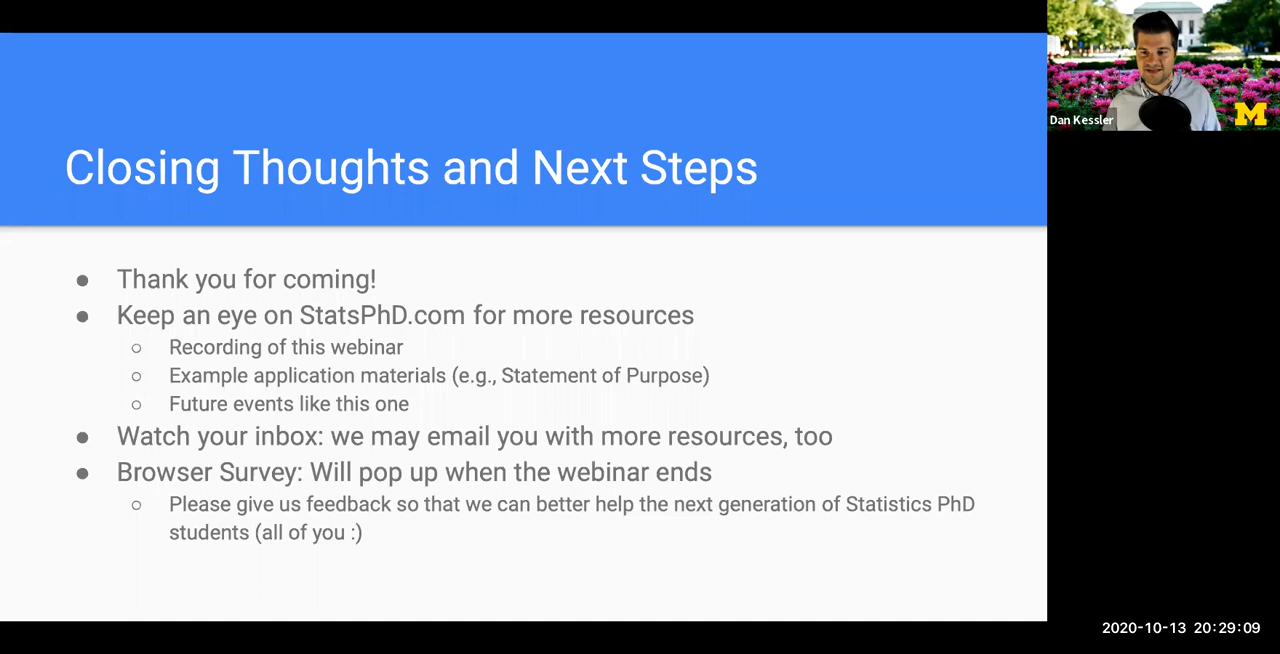 Closing Thoughts and Next Steps
● Thank you for coming!
● Keep an eye on StatsPhD.com for more resources
○ Recording of this webinar
○ Example application materials (e.g., Statement of Purpose)
○ Future events like this one
● Watch your inbox: we may email you with more resources, too
● Browser Survey: Will pop up when the webinar ends
○ Please give us feedback so that we can better help the next generation of Statistics PhD
students (all of you :)
Dan Kessler
M
2020-10-13 20:29:09